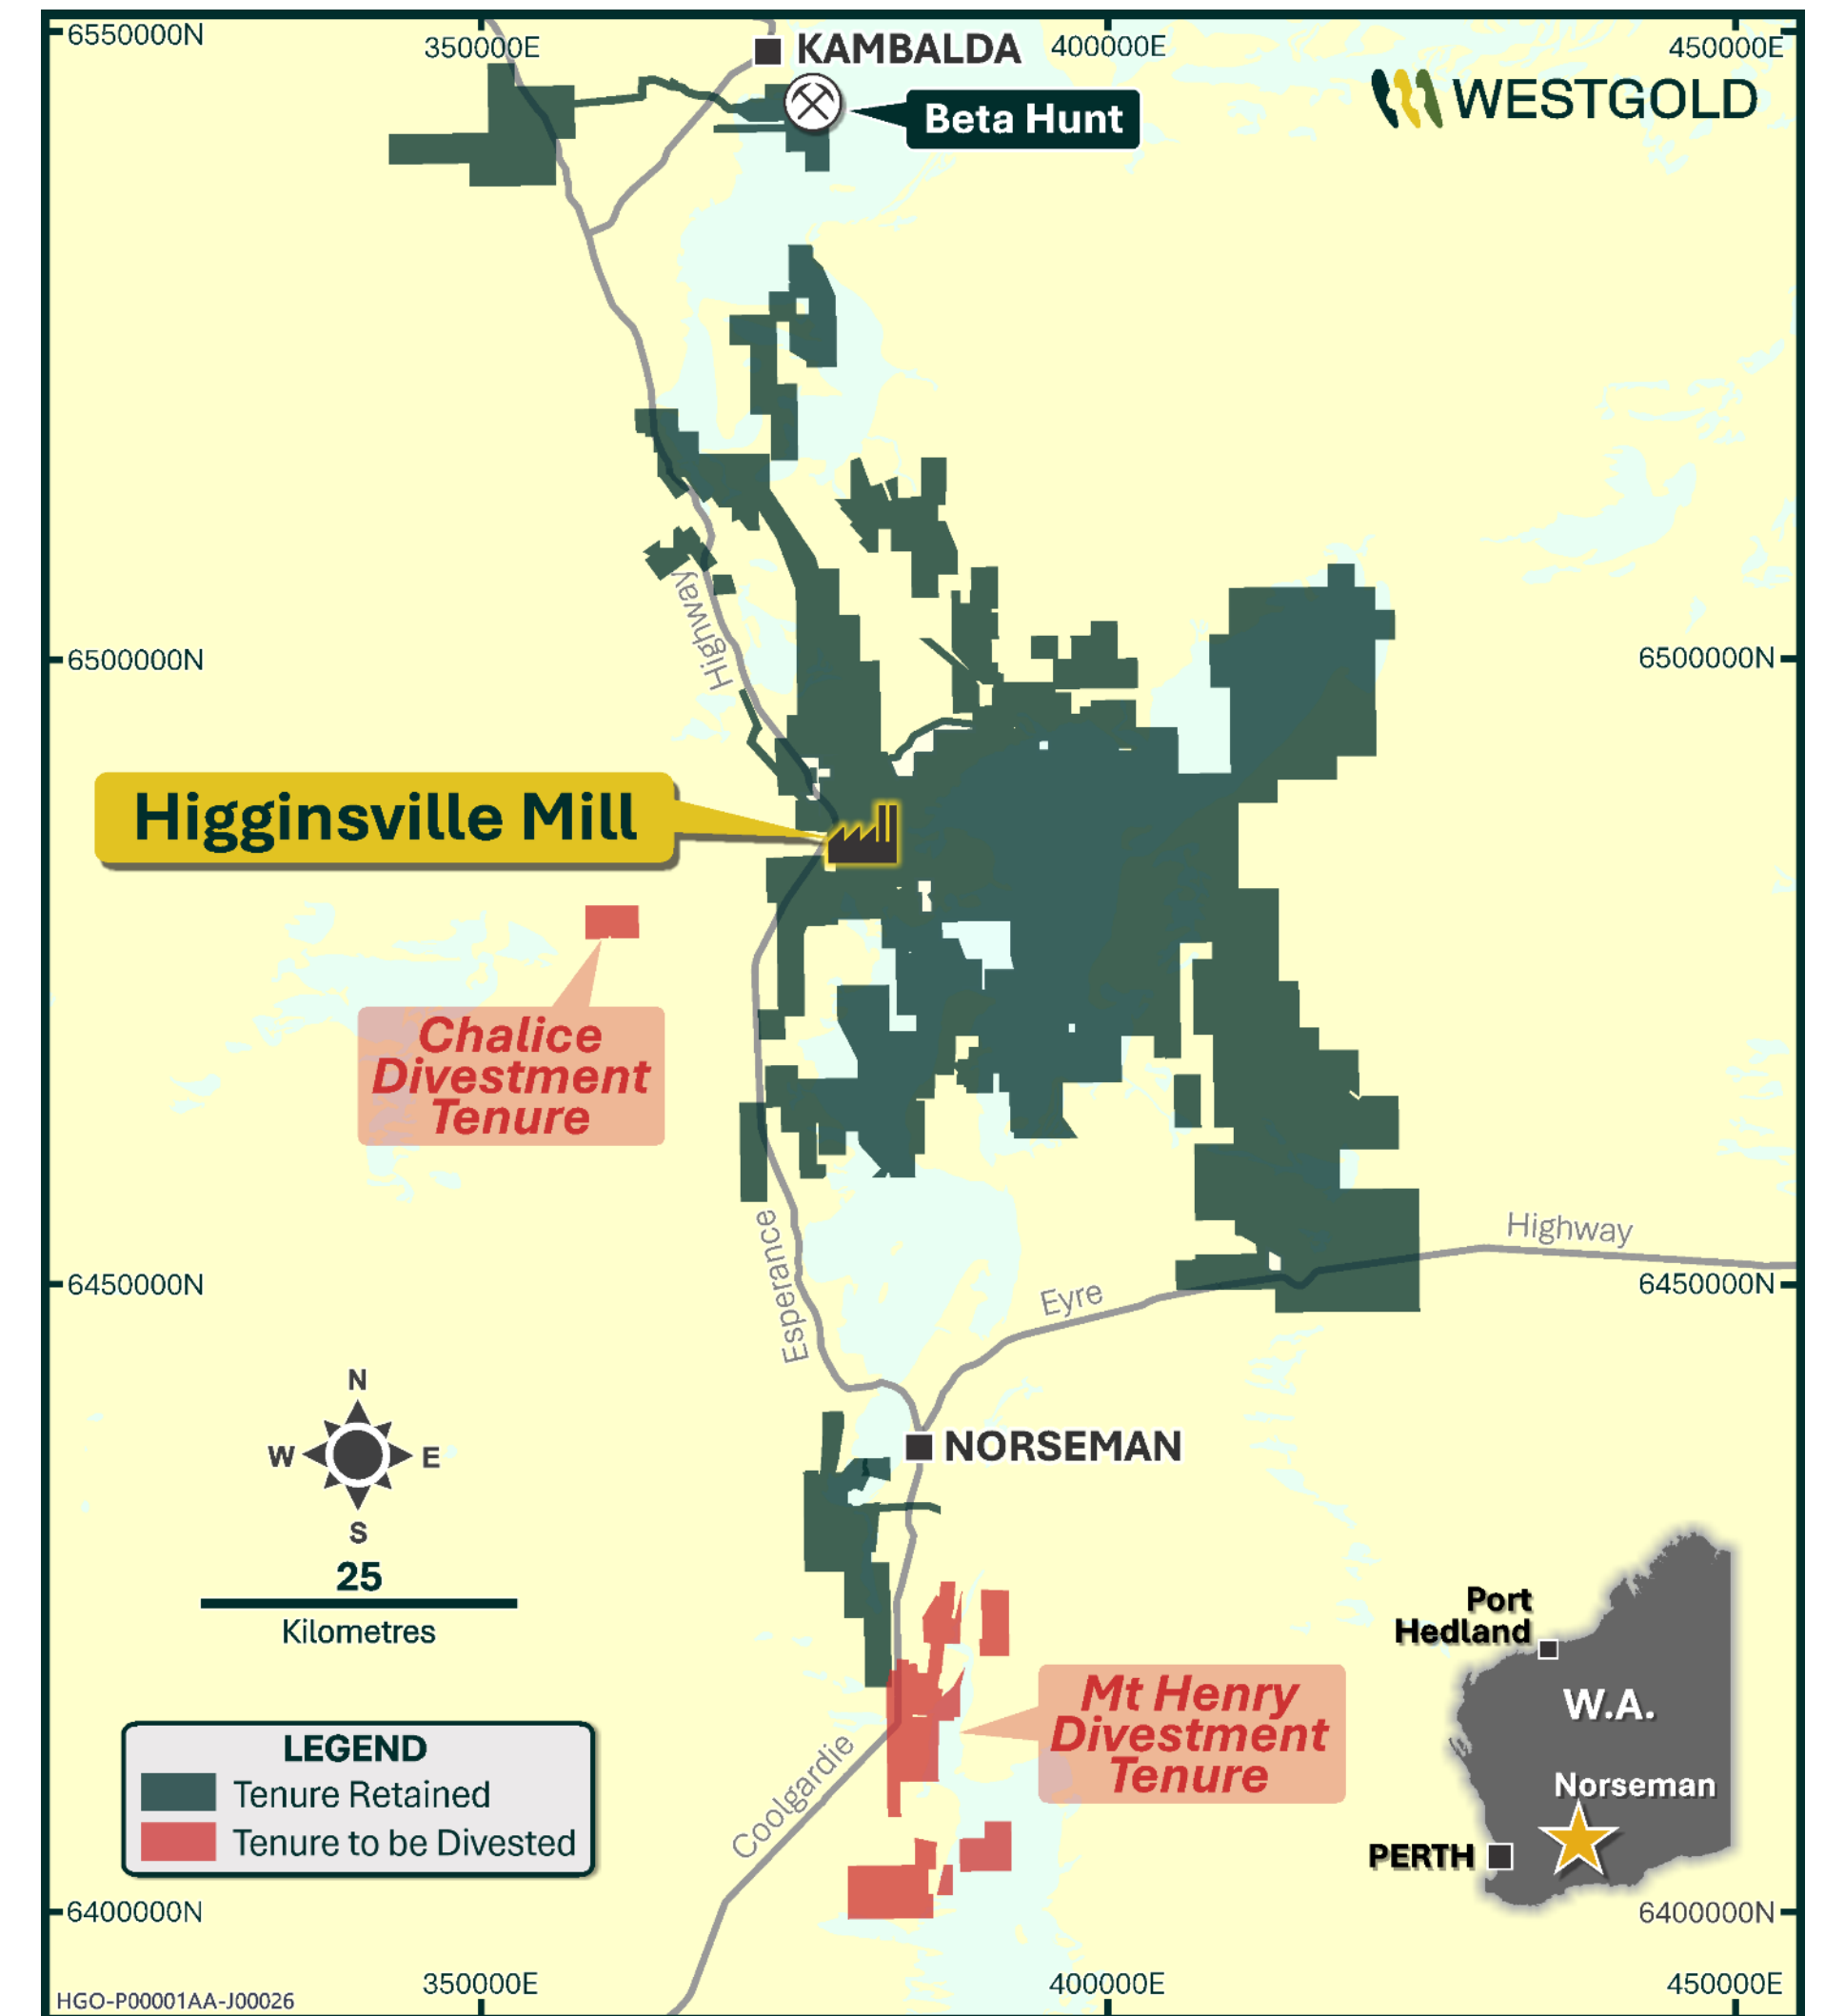 6550000N
350000E
KAMBALDA
400000E
450000E
WESTGOLD
Beta Hunt
Highway
6500000N
6500000N
Higginsville Mill
Chalice
Divestment
Tenure
Esperance
Highway
Eyre
6450000N
6450000N
N
W
E
S
NORSEMAN
25
Kilometres
Port
Hedland
W.A.
Norseman
PERTH
Mt Henry
Divestment
Tenure
Coolgardie
LEGEND
Tenure Retained
Tenure to be Divested
6400000N
6400000N
350000E
400000E
450000E
HGO-P00001AA-J00026